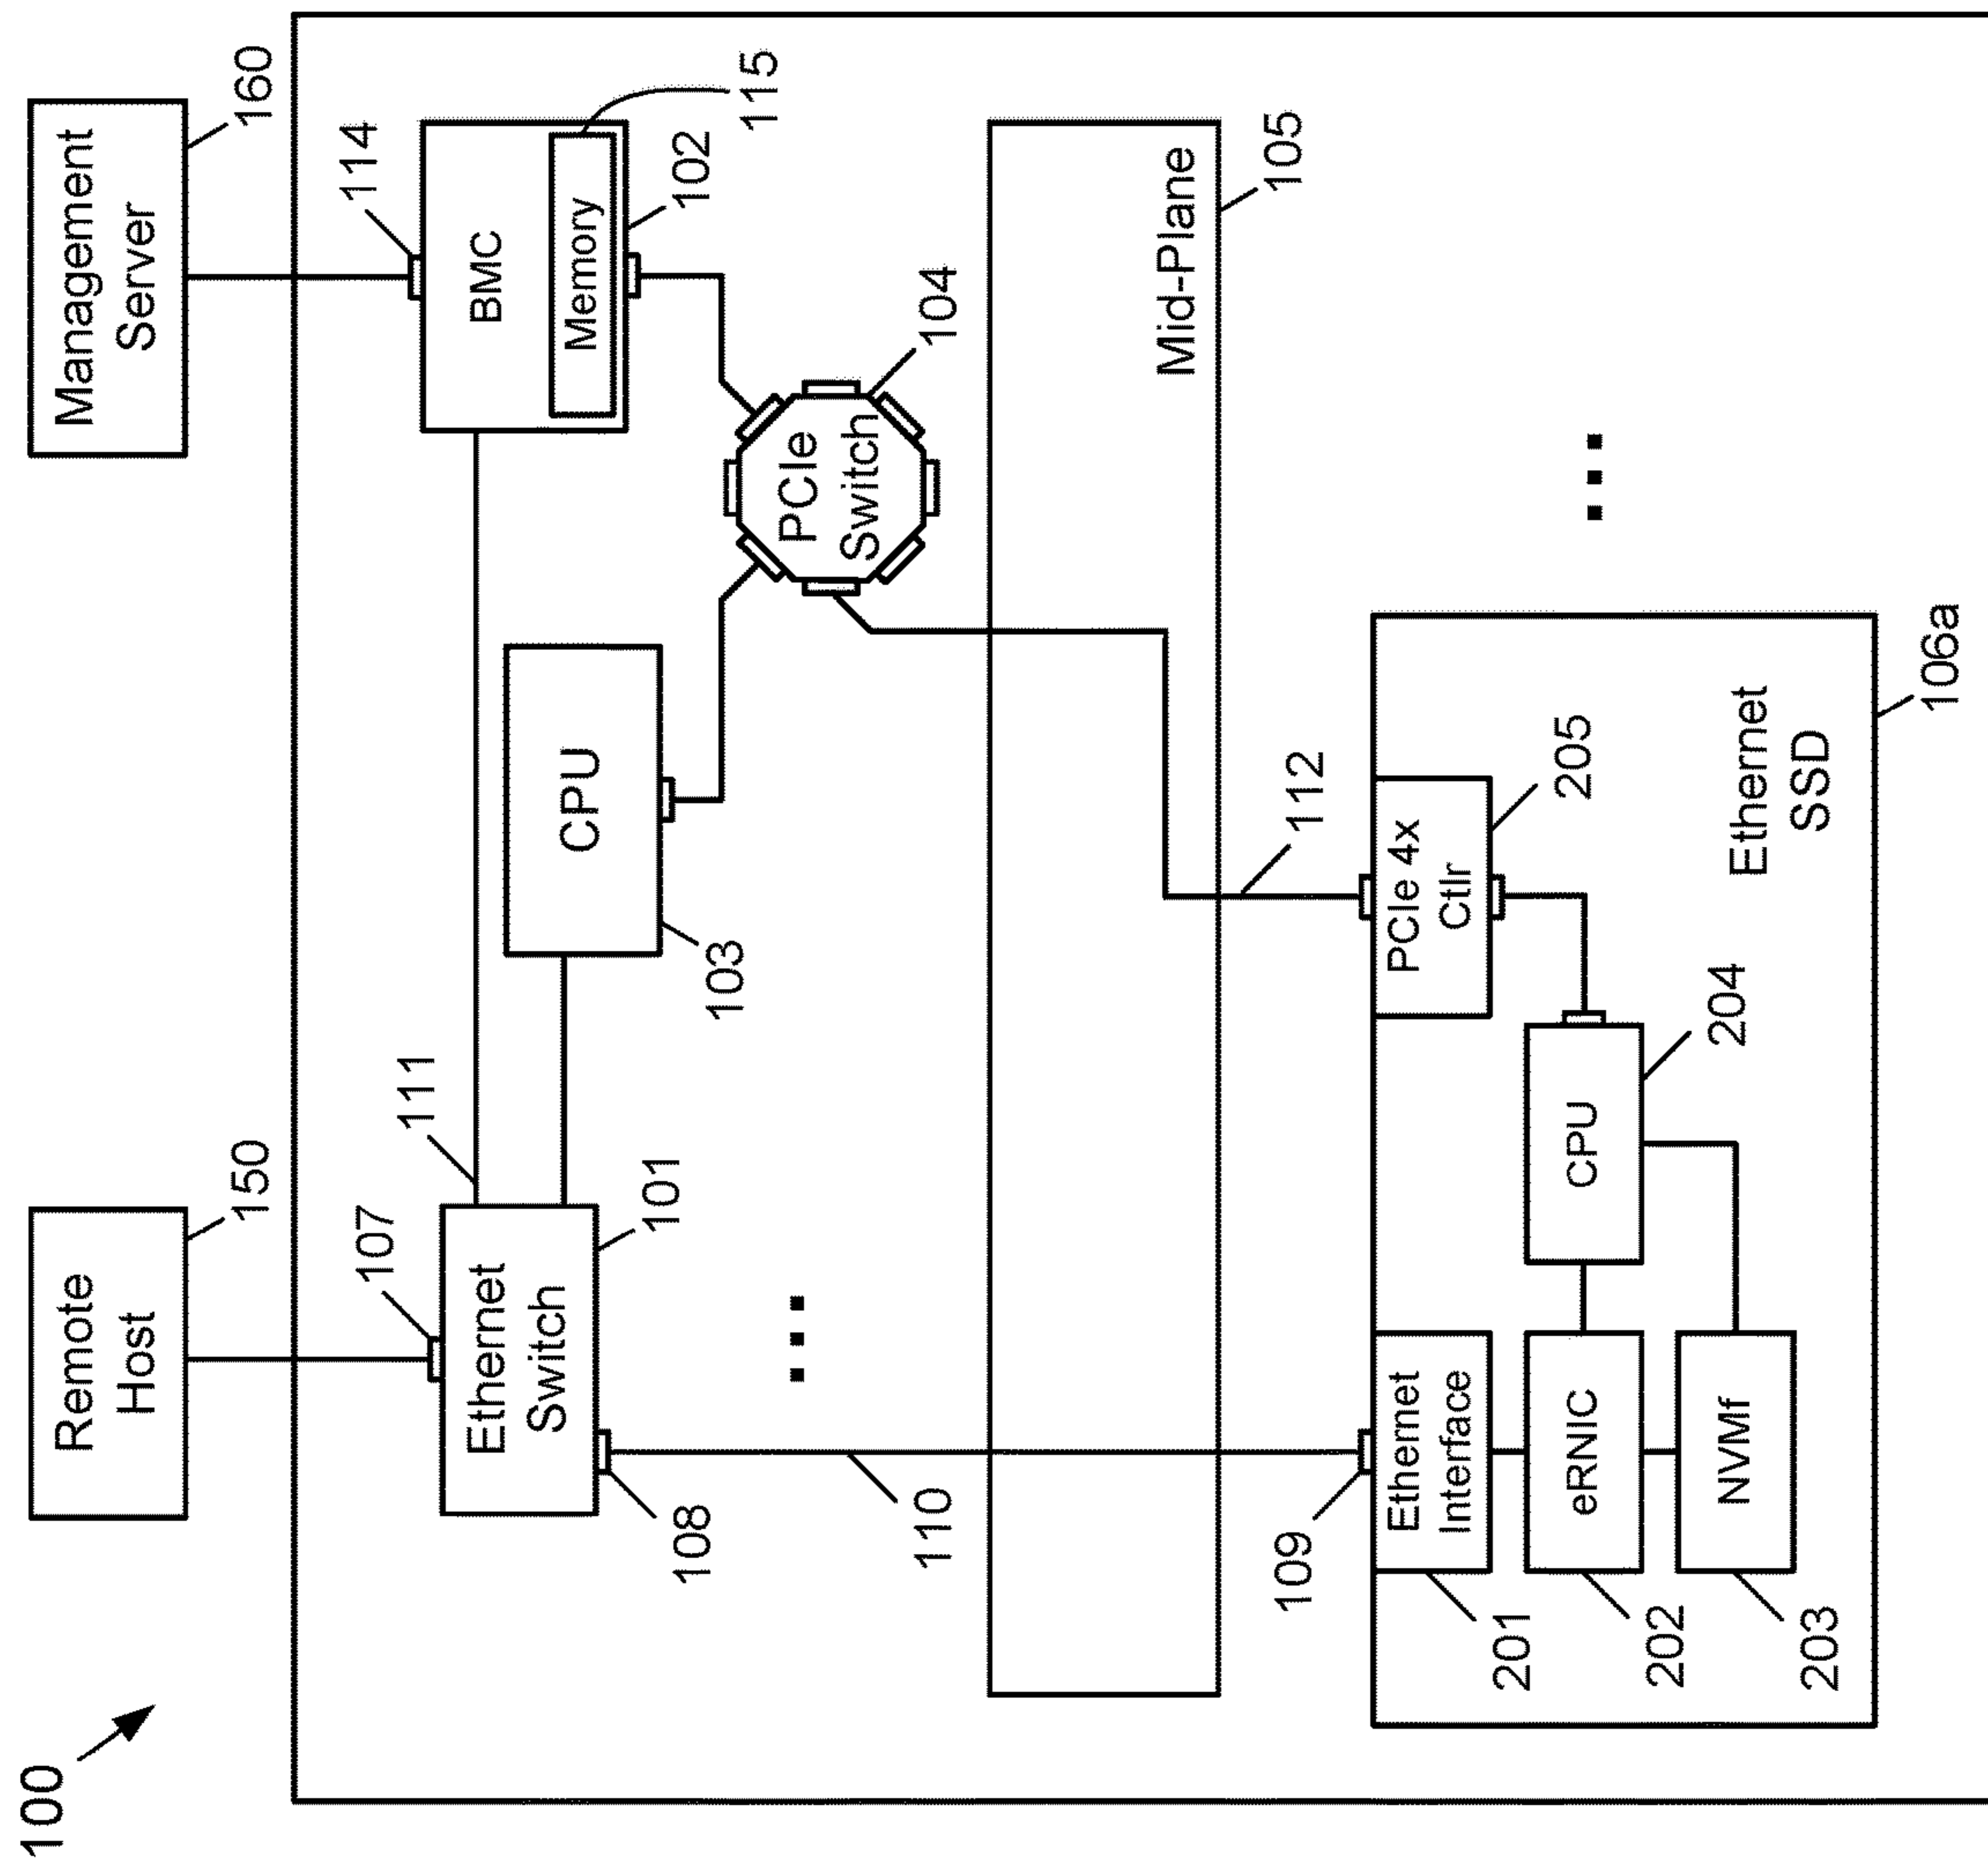 100
Remote
Host
150
Management
Server
160
107
111
Ethernet
Switch
101
108
110
CPU
103
114
BMC
Memory
115
102
PCIe
Switch
104
Mid-Plane
105
109
112
Ethernet
Interface
201
eRNIC
202
NVMf
203
CPU
204
PCIe 4x
Ctlr
205
Ethernet
SSD
106a